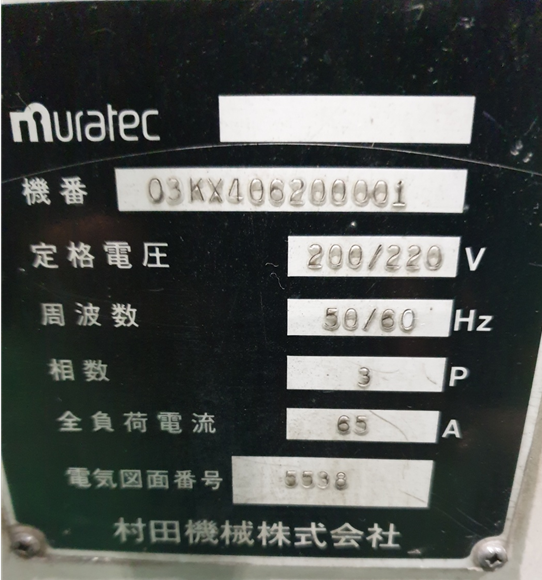 muratec
機番 03KX406200001
定格電圧 200/220 V
周波数 50/60 Hz
相数 3 P
全負荷電流 65 A
電気図面番号 5538
村田機械株式会社